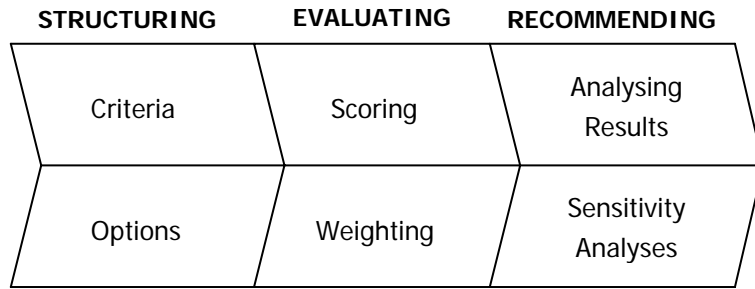 STRUCTURING EVALUATING RECOMMENDING
Criteria Scoring Analysing
Results
Options Weighting Sensitivity
Analyses